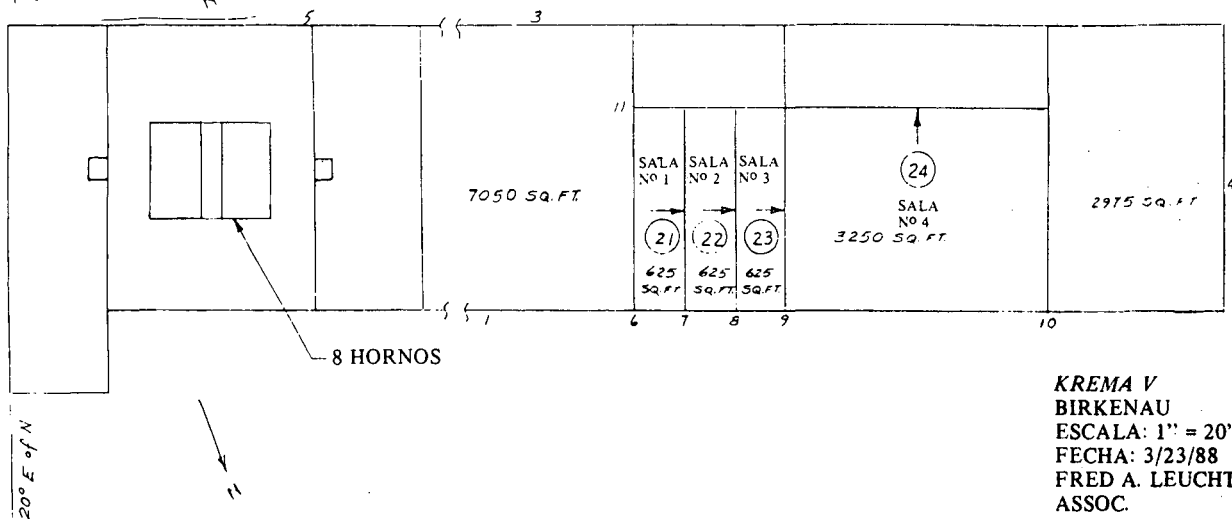 5
3
11
SALA
Nº 1
SALA
Nº 2
SALA
Nº 3
24
SALA
Nº 4
3250 SQ. FT.
7050 SQ. FT.
2975 SQ. FT
4
21
22
23
625
SQ. FT
625
SQ. FT.
625
SQ. FT
1
6
7
8
9
10
8 HORNOS
20° E of N
N
KREMA V
BIRKENAU
ESCALA: 1" = 20'
FECHA: 3/23/88
FRED A. LEUCHT
ASSOC.